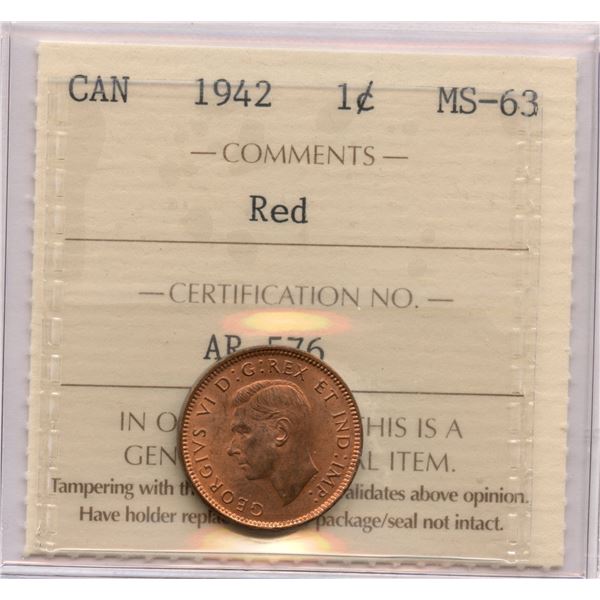 CAN 1942 1¢ MS-63
— COMMENTS —
Red
— CERTIFICATION NO. —
AR 576
IN O THIS IS A
GEN AL ITEM.
Tampering with th alidates above opinion.
Have holder repla package/seal not intact.
GEORGIVS VI D:G:REX ET IND:IMP: